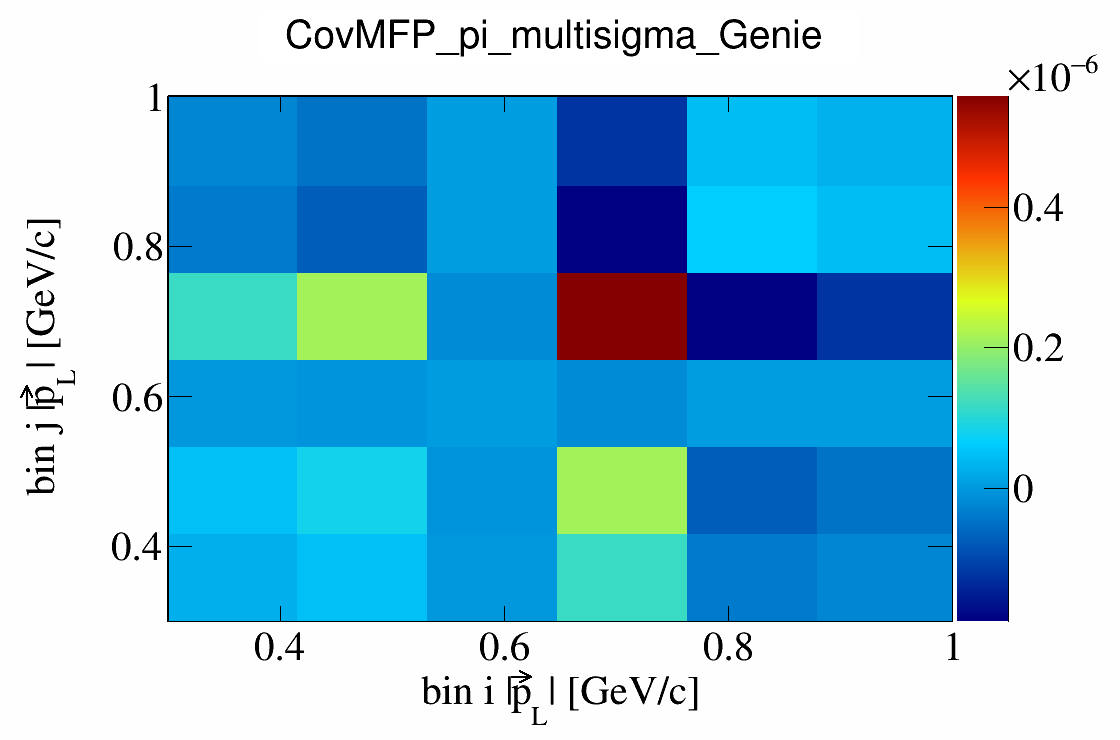 CovMFP_pi_multisigma_Genie
×10⁻⁶
1
0.8
0.6
0.4
0.4
0.2
0
bin j |p⃗_L| [GeV/c]
0.4 0.6 0.8 1
bin i |p⃗_L| [GeV/c]